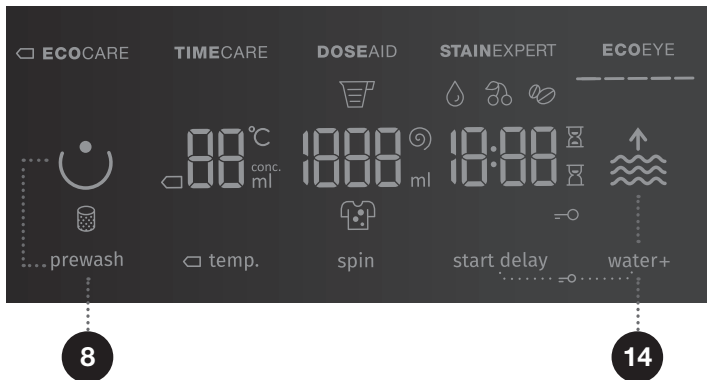 ECOCARE TIMECARE DOSEAID STAINEXPERT ECOEYE
88 °C 1888 18:88
conc.
ml ml
prewash temp. spin start delay water+
8 14